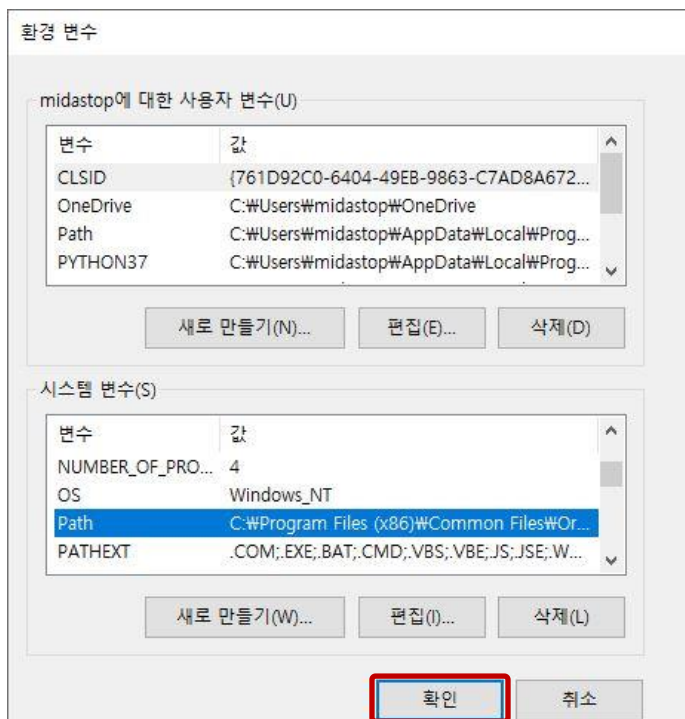 환경 변수
midastop에 대한 사용자 변수(U)
변수 값
CLSID {761D92C0-6404-49EB-9863-C7AD8A672...
OneDrive C:₩Users₩midastop₩OneDrive
Path C:₩Users₩midastop₩AppData₩Local₩Prog...
PYTHON37 C:₩Users₩midastop₩AppData₩Local₩Prog...
새로 만들기(N)... 편집(E)... 삭제(D)
시스템 변수(S)
변수 값
NUMBER_OF_PRO... 4
OS Windows_NT
Path C:₩Program Files (x86)₩Common Files₩Or...
PATHEXT .COM;.EXE;.BAT;.CMD;.VBS;.VBE;.JS;.JSE;.W...
새로 만들기(W)... 편집(I)... 삭제(L)
확인 취소